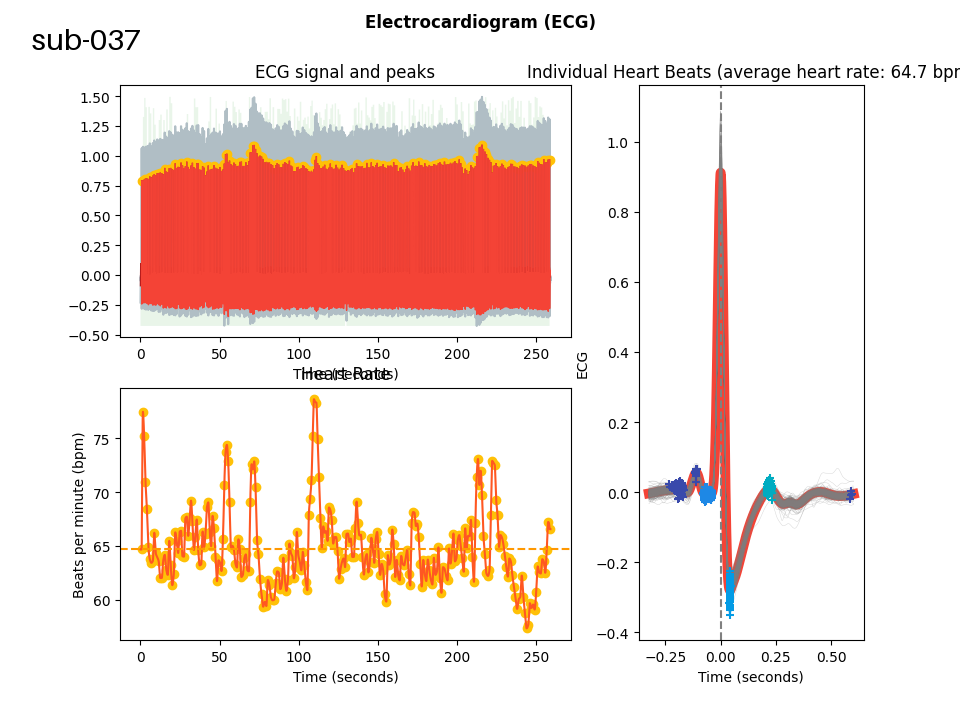 Electrocardiogram (ECG)
sub-037
ECG signal and peaks
1.50
1.25
1.00
0.75
0.50
0.25
0.00
−0.25
−0.50
0 50 100 150 200 250
Time (seconds)
Heart Rate
Beats per minute (bpm)
75
70
65
60
0 50 100 150 200 250
Time (seconds)
Individual Heart Beats (average heart rate: 64.7 bpm
ECG
1.0
0.8
0.6
0.4
0.2
0.0
−0.2
−0.4
−0.25 0.00 0.25 0.50
Time (seconds)